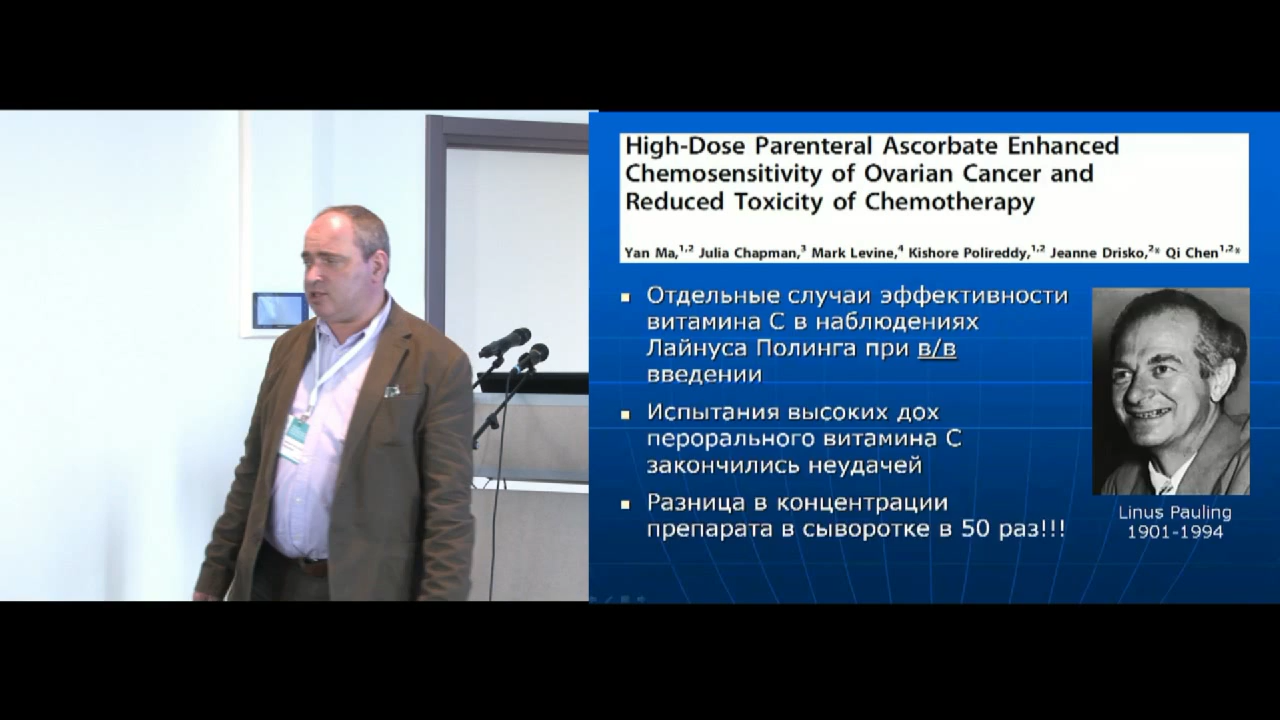 High-Dose Parenteral Ascorbate Enhanced
Chemosensitivity of Ovarian Cancer and
Reduced Toxicity of Chemotherapy
Yan Ma,1,2 Julia Chapman,3 Mark Levine,4 Kishore Polireddy,1,2 Jeanne Drisko,2* Qi Chen1,2*
▪ Отдельные случаи эффективности
витамина С в наблюдениях
Лайнуса Полинга при в/в
введении
▪ Испытания высоких дох
перорального витамина С
закончились неудачей
▪ Разница в концентрации
препарата в сыворотке в 50 раз!!!
Linus Pauling
1901-1994